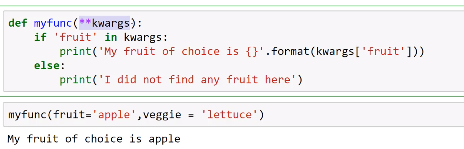 def myfunc(**kwargs):
    if 'fruit' in kwargs:
        print('My fruit of choice is {}'.format(kwargs['fruit']))
    else:
        print('I did not find any fruit here')
myfunc(fruit='apple',veggie = 'lettuce')
My fruit of choice is apple